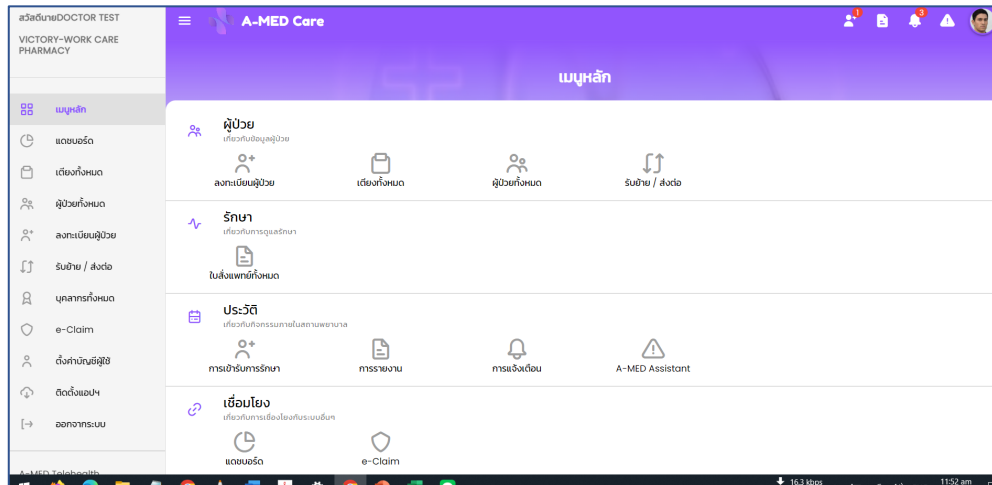 สวัสดีนายDOCTOR TEST
VICTORY-WORK CARE
PHARMACY
A-MED Care
1
3
เมนูหลัก
เมนูหลัก
แดชบอร์ด
เตียงทั้งหมด
ผู้ป่วยทั้งหมด
ลงทะเบียนผู้ป่วย
รับย้าย / ส่งต่อ
บุคลากรทั้งหมด
e-Claim
ตั้งค่าบัญชีผู้ใช้
ติดตั้งแอปฯ
ออกจากระบบ
A-MED Telehealth
ผู้ป่วย
เกี่ยวกับข้อมูลผู้ป่วย
ลงทะเบียนผู้ป่วย เตียงทั้งหมด ผู้ป่วยทั้งหมด รับย้าย / ส่งต่อ
รักษา
เกี่ยวกับการดูแลรักษา
ใบสั่งแพทย์ทั้งหมด
ประวัติ
เกี่ยวกับกิจกรรมภายในสถานพยาบาล
การเข้ารับการรักษา การรายงาน การแจ้งเตือน A-MED Assistant
เชื่อมโยง
เกี่ยวกับการเชื่อมโยงกับระบบอื่นๆ
แดชบอร์ด e-Claim
16.3 kbps
11:52 am